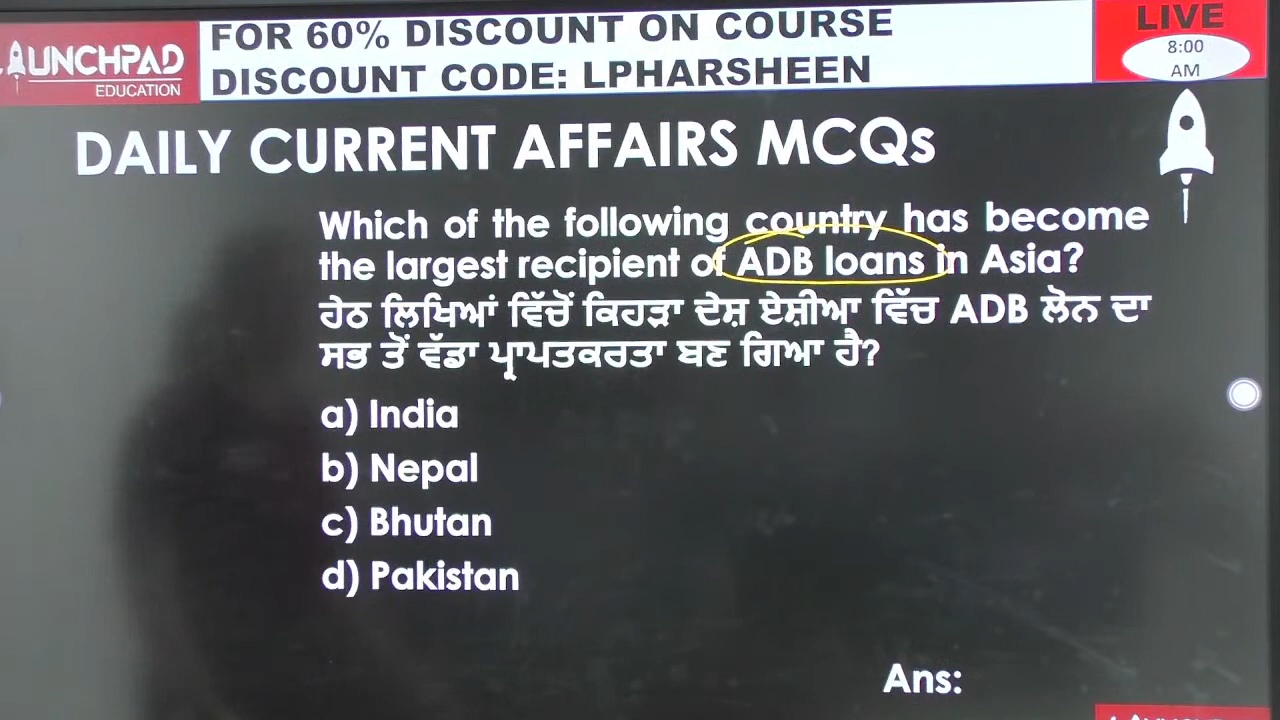 LAUNCHPAD
EDUCATION
FOR 60% DISCOUNT ON COURSE
DISCOUNT CODE: LPHARSHEEN
LIVE
8:00
AM
DAILY CURRENT AFFAIRS MCQs
Which of the following country has become
the largest recipient of ADB loans in Asia?
ਹੇਠ ਲਿਖਿਆਂ ਵਿੱਚੋਂ ਕਿਹੜਾ ਦੇਸ਼ ਏਸ਼ੀਆ ਵਿੱਚ ADB ਲੋਨ ਦਾ
ਸਭ ਤੋਂ ਵੱਡਾ ਪ੍ਰਾਪਤਕਰਤਾ ਬਣ ਗਿਆ ਹੈ?
a) India
b) Nepal
c) Bhutan
d) Pakistan
Ans: